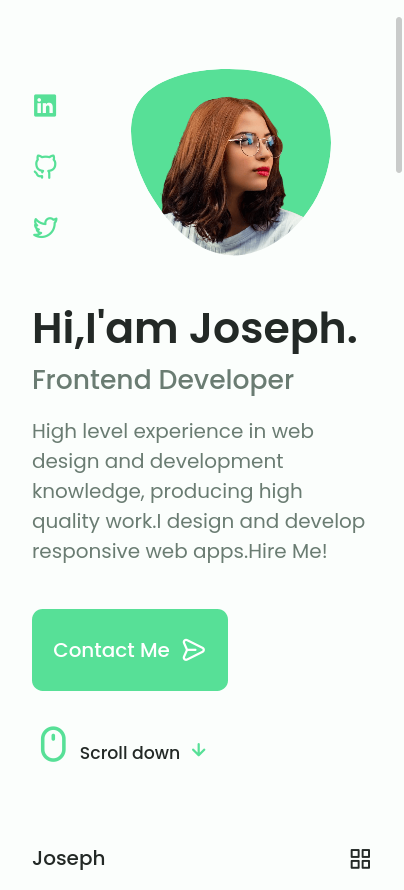 Hi,I'am Joseph.
Frontend Developer
High level experience in web
design and development
knowledge, producing high
quality work.I design and develop
responsive web apps.Hire Me!
Contact Me
Scroll down
Joseph